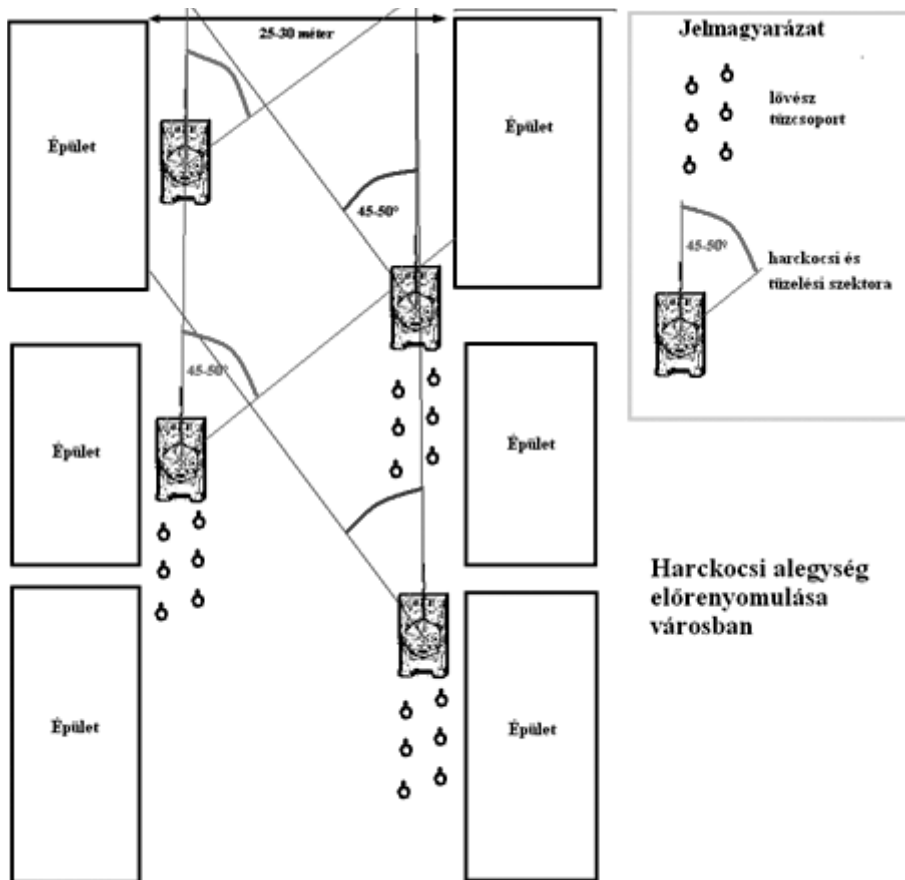 25-30 méter
Épület
Épület
45-50°
45-50°
Épület
Épület
Épület
Épület
Jelmagyarázat
lövész
tűzcsoport
45-50º
harckocsi és
tüzelési szektora
Harckocsi alegység
előrenyomulása
városban